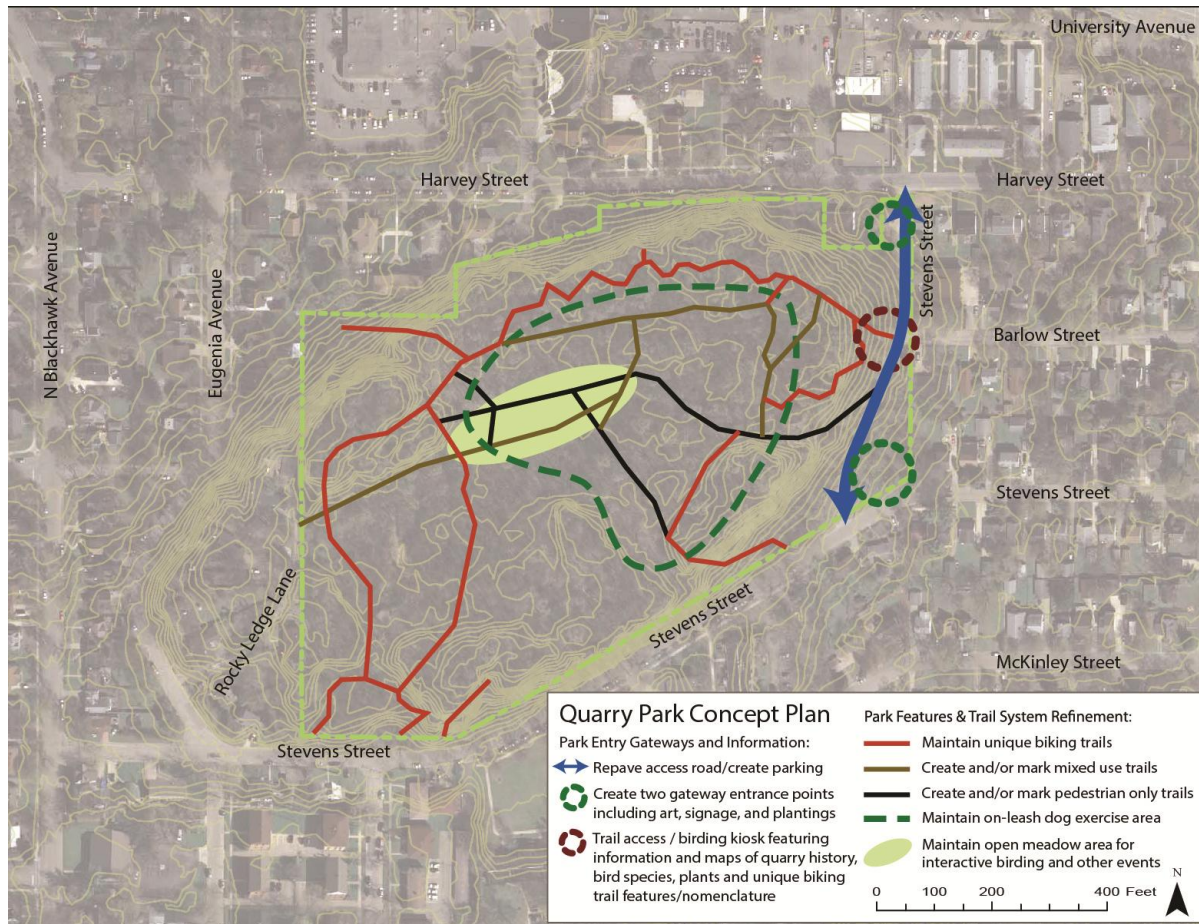 University Avenue
Harvey Street
Harvey Street
Stevens Street
N Blackhawk Avenue
Eugenia Avenue
Barlow Street
Stevens Street
Rocky Ledge Lane
Stevens Street
McKinley Street
Stevens Street
Quarry Park Concept Plan
Park Entry Gateways and Information:
Repave access road/create parking
Create two gateway entrance points
including art, signage, and plantings
Trail access / birding kiosk featuring
information and maps of quarry history,
bird species, plants and unique biking
trail features/nomenclature
Park Features & Trail System Refinement:
Maintain unique biking trails
Create and/or mark mixed use trails
Create and/or mark pedestrian only trails
Maintain on-leash dog exercise area
Maintain open meadow area for
interactive birding and other events
0 100 200 400 Feet
N